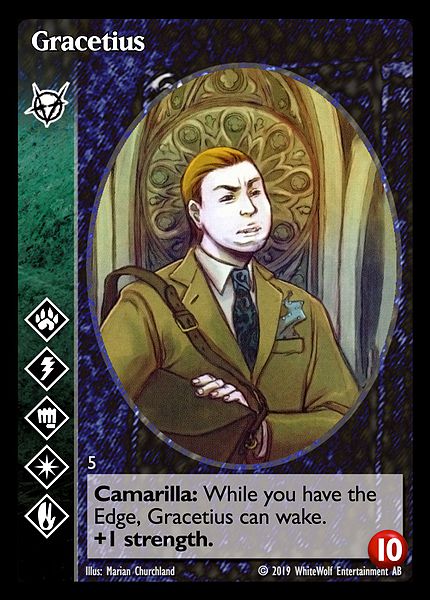 Gracetius
5
Camarilla: While you have the
Edge, Gracetius can wake.
+1 strength.
10
Illus: Marian Churchland © 2019 WhiteWolf Entertainment AB